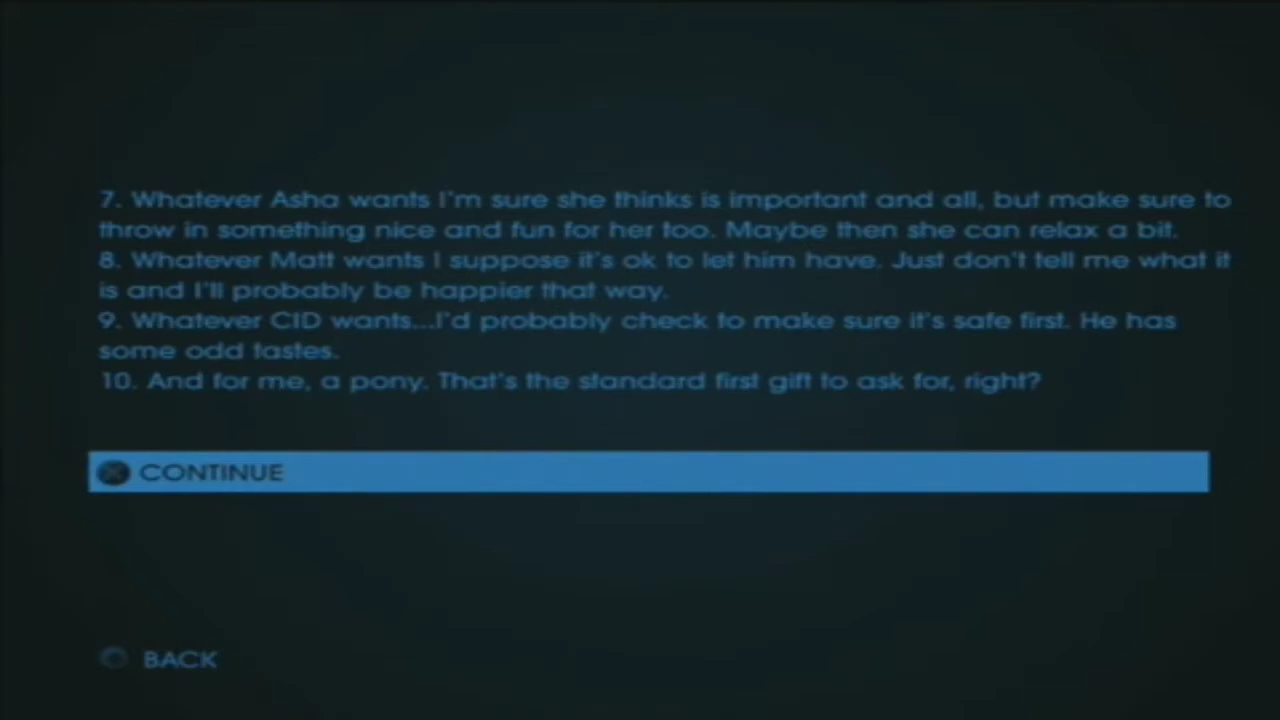 7. Whatever Asha wants I'm sure she thinks is important and all, but make sure to
throw in something nice and fun for her too. Maybe then she can relax a bit.
8. Whatever Matt wants I suppose it's ok to let him have. Just don't tell me what it
is and I'll probably be happier that way.
9. Whatever CID wants...I'd probably check to make sure it's safe first. He has
some odd tastes.
10. And for me, a pony. That's the standard first gift to ask for, right?
CONTINUE
BACK